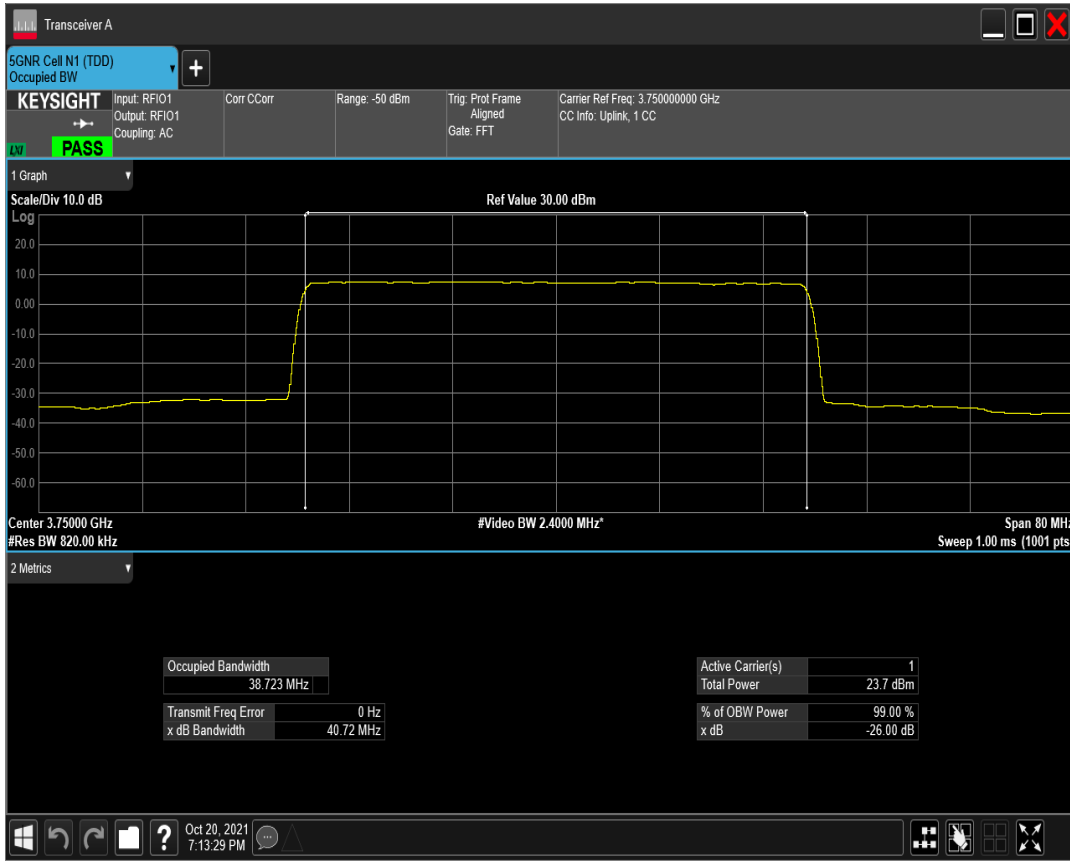 Transceiver A
5GNR Cell N1 (TDD)
Occupied BW
+
KEYSIGHT
LXI
PASS
Input: RFIO1
Output: RFIO1
Coupling: AC
Corr CCorr
Range: -50 dBm
Trig: Prot Frame
Aligned
Gate: FFT
Carrier Ref Freq: 3.750000000 GHz
CC Info: Uplink, 1 CC
1 Graph
Scale/Div 10.0 dB
Ref Value 30.00 dBm
Log
20.0
10.0
0.00
-10.0
-20.0
-30.0
-40.0
-50.0
-60.0
Center 3.75000 GHz
#Video BW 2.4000 MHz*
Span 80 MHz
#Res BW 820.00 kHz
Sweep 1.00 ms (1001 pts
2 Metrics
Occupied Bandwidth
38.723 MHz
Transmit Freq Error 0 Hz
x dB Bandwidth 40.72 MHz
Active Carrier(s) 1
Total Power 23.7 dBm
% of OBW Power 99.00 %
x dB -26.00 dB
?
Oct 20, 2021
7:13:29 PM